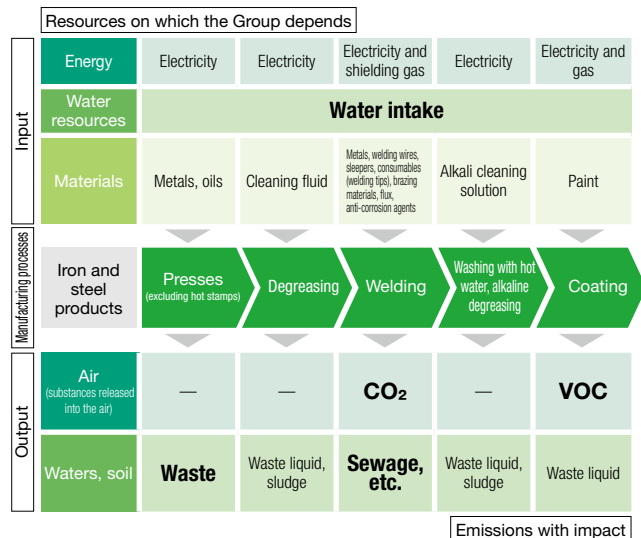 Resources on which the Group depends
Input
Energy
Electricity
Electricity
Electricity and
shielding gas
Electricity
Electricity and
gas
Water
resources
Water intake
Materials
Metals, oils
Cleaning fluid
Metals, welding wires,
sleepers, consumables
(welding tips), brazing
materials, flux,
anti-corrosion agents
Alkali cleaning
solution
Paint
Manufacturing processes
Iron and
steel
products
Presses
(excluding hot stamps)
Degreasing
Welding
Washing with hot
water, alkaline
degreasing
Coating
Output
Air
(substances released
into the air)
—
—
CO₂
—
VOC
Waters, soil
Waste
Waste liquid,
sludge
Sewage,
etc.
Waste liquid,
sludge
Waste liquid
Emissions with impact